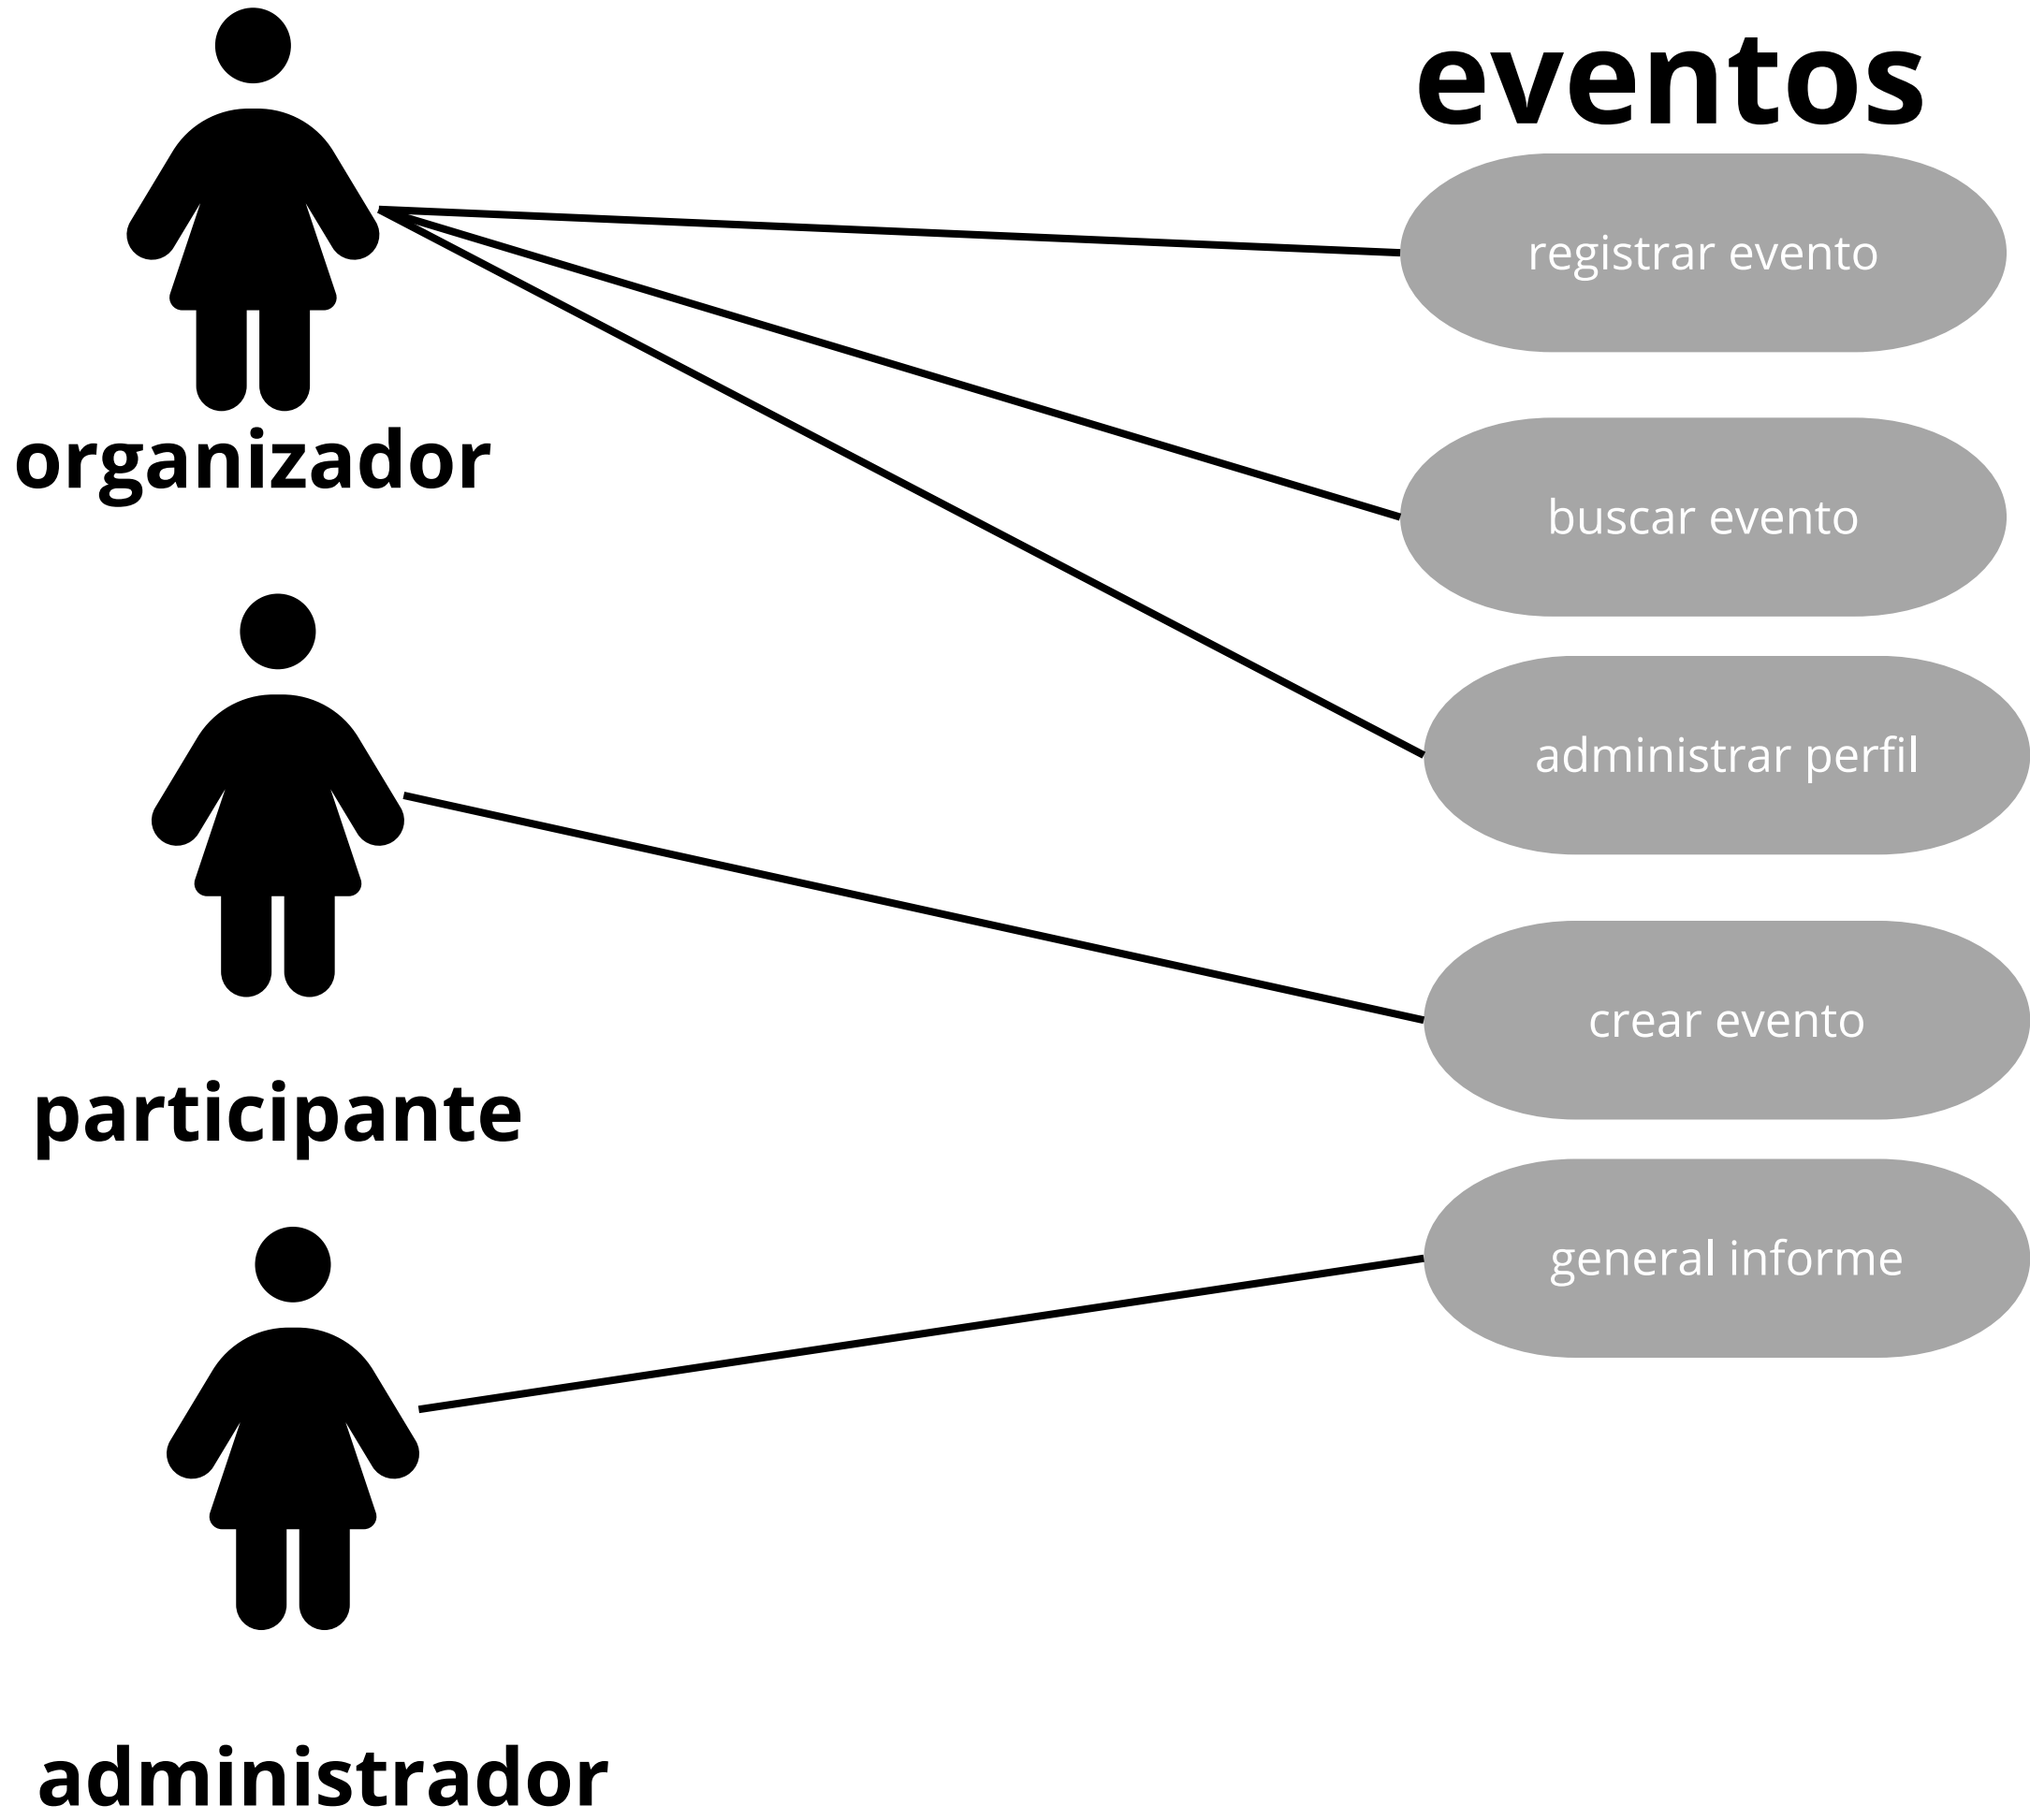 eventos
registrar evento
organizador
buscar evento
administrar perfil
crear evento
participante
general informe
administrador